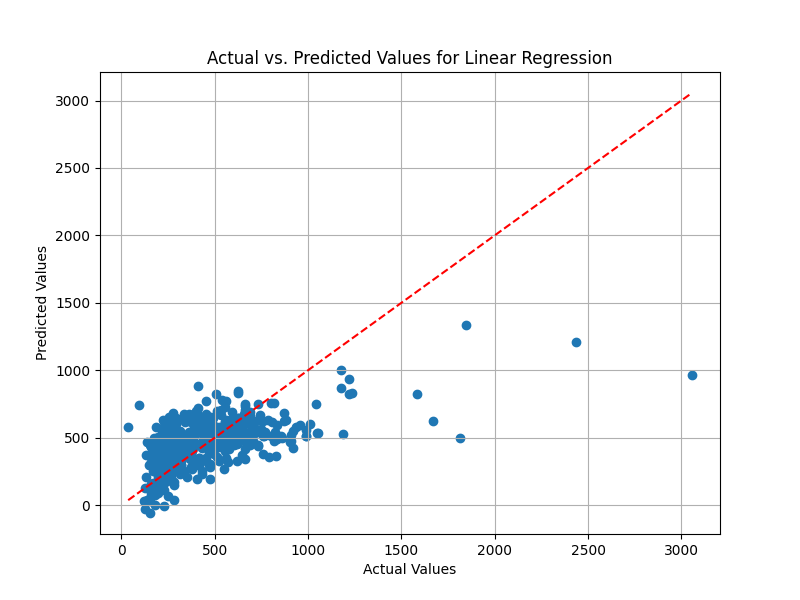 Actual vs. Predicted Values for Linear Regression
3000
2500
2000
1500
1000
500
0
Predicted Values
0 500 1000 1500 2000 2500 3000
Actual Values